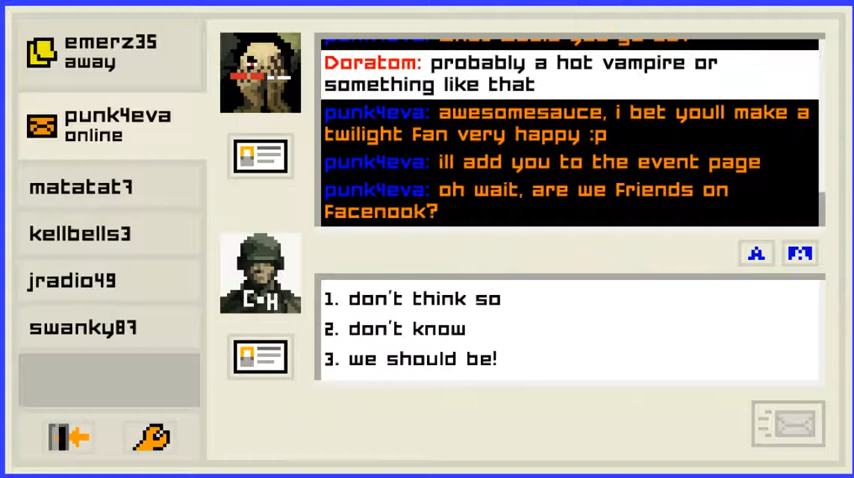 emerz35
away
punk4eva
online
matatat7
kellbells3
jradio49
swanky87
Doratom: probably a hot vampire or
something like that
punk4eva: awesomesauce, i bet youll make a
twilight fan very happy :p
punk4eva: ill add you to the event page
punk4eva: oh wait, are we friends on
Facenook?
A
C•H
1. don't think so
2. don't know
3. we should be!